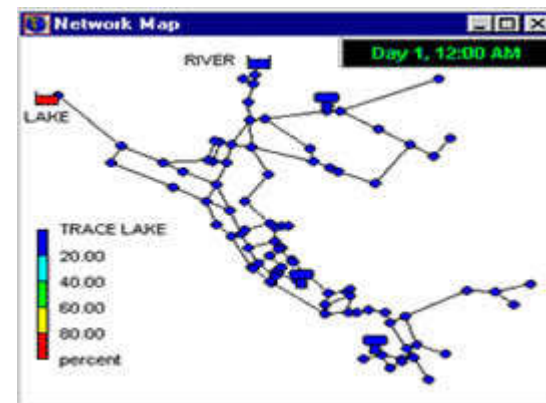 Network Map
Day 1, 12:00 AM
RIVER
LAKE
TRACE LAKE
20.00
40.00
60.00
80.00
percent